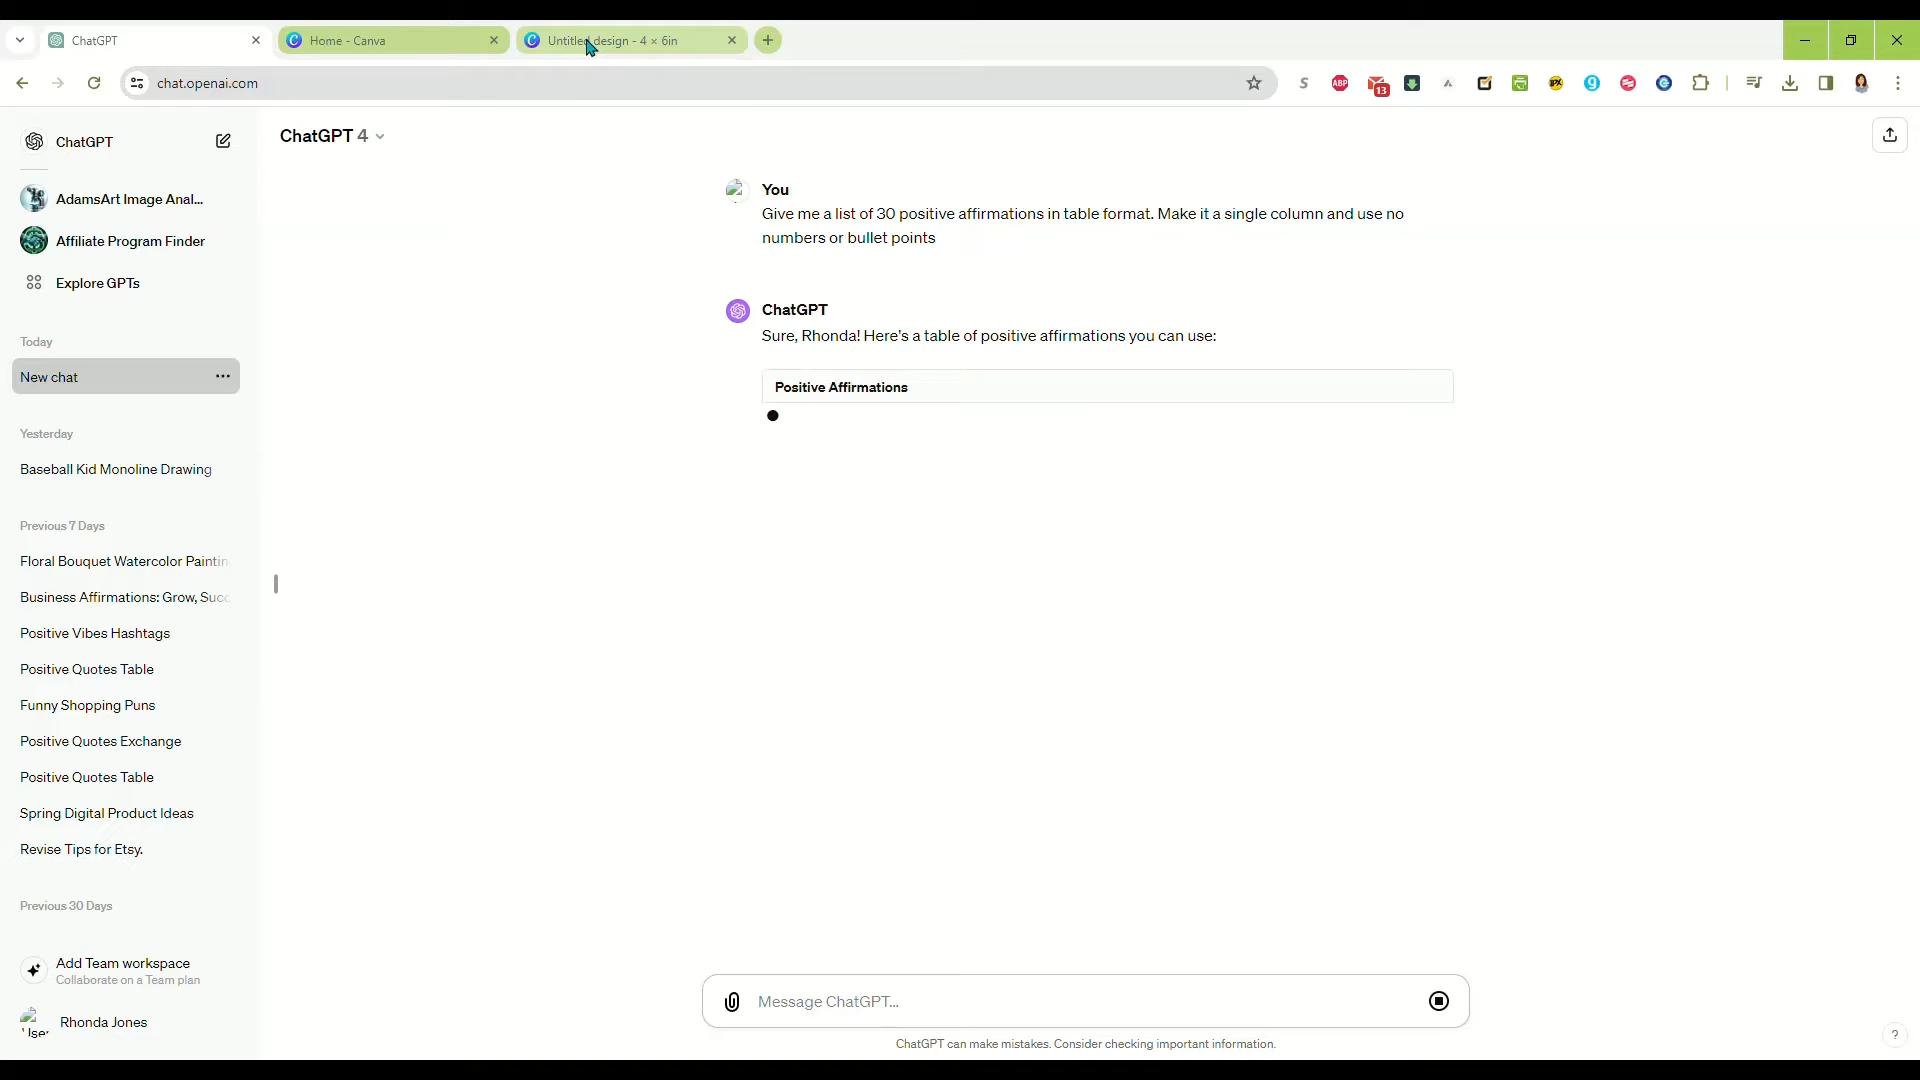 ChatGPT
Home - Canva
Untitled design - 4 × 6in
chat.openai.com
S
ABP
13
ChatGPT
ChatGPT 4
AdamsArt Image Anal...
Affiliate Program Finder
Explore GPTs
Today
New chat
Yesterday
Baseball Kid Monoline Drawing
Previous 7 Days
Floral Bouquet Watercolor Paintin
Business Affirmations: Grow, Succ
Positive Vibes Hashtags
Positive Quotes Table
Funny Shopping Puns
Positive Quotes Exchange
Positive Quotes Table
Spring Digital Product Ideas
Revise Tips for Etsy.
Previous 30 Days
Add Team workspace
Collaborate on a Team plan
User
Rhonda Jones
You
Give me a list of 30 positive affirmations in table format. Make it a single column and use no
numbers or bullet points
ChatGPT
Sure, Rhonda! Here's a table of positive affirmations you can use:
Positive Affirmations
Message ChatGPT...
ChatGPT can make mistakes. Consider checking important information.
?